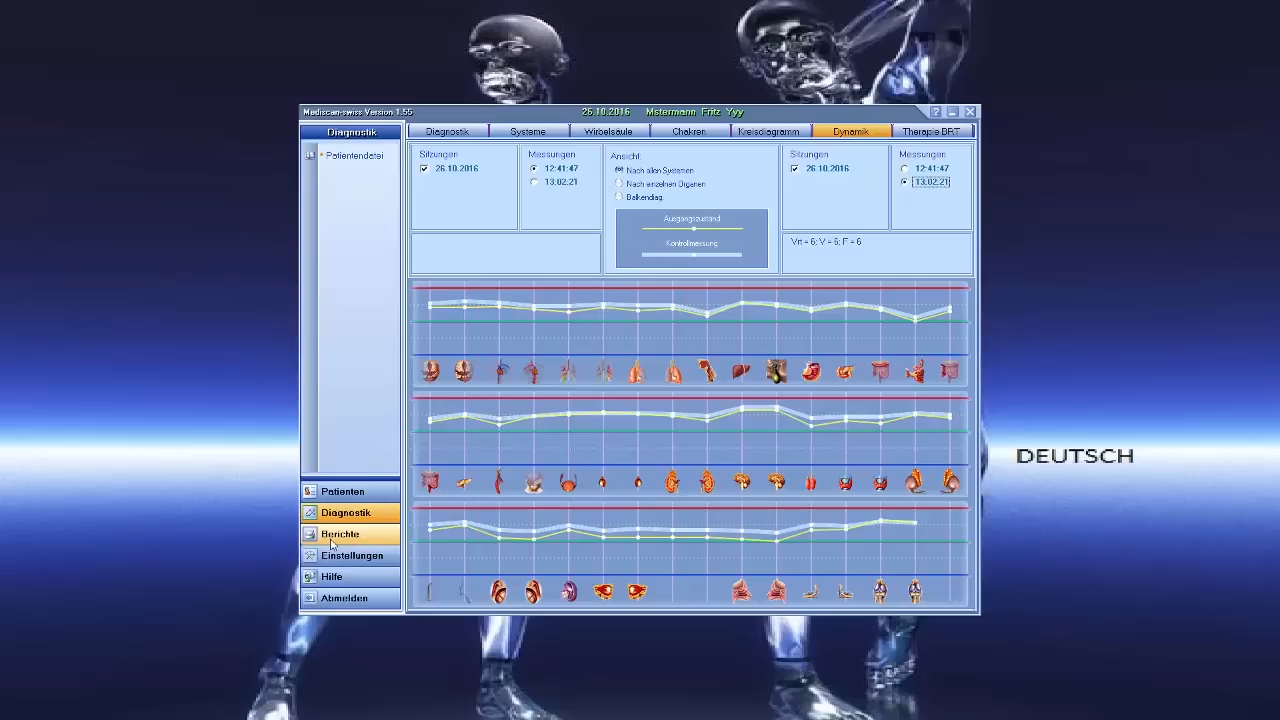 Mediscan-swiss Version 1.55
26.10.2016 Mstermann Fritz Yyy
Diagnostik
Diagnostik Systeme Wirbelsäule Chakren Kreisdiagramm Dynamik Therapie BRT
Patientendatei
Sitzungen
26.10.2016
Messungen
12:41:47
13:02:21
Ansicht:
Nach allen Systemen
Nach einzelnen Organen
Balkendiag.
Ausgangszustand
Kontrollmessung
Sitzungen
26.10.2016
Messungen
12:41:47
13:02:21
Vrt = 6; V = 6; F = 6
DEUTSCH
Patienten
Diagnostik
Berichte
Einstellungen
Hilfe
Abmelden